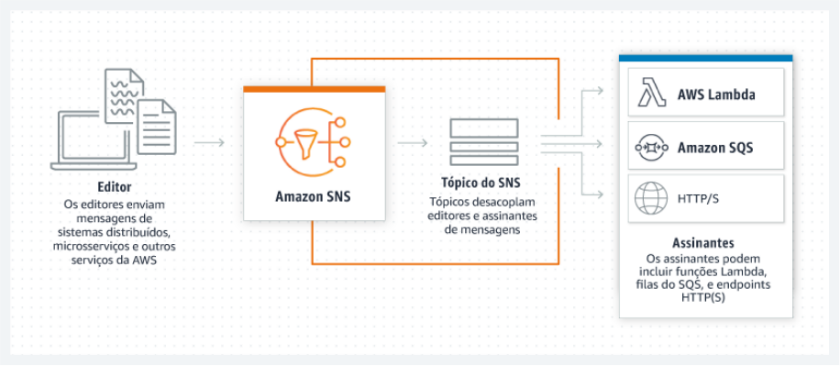 Editor
Os editores enviam
mensagens de
sistemas distribuídos,
microsserviços e outros
serviços da AWS
Amazon SNS
Tópico do SNS
Tópicos desacoplam
editores e assinantes
de mensagens
AWS Lambda
Amazon SQS
HTTP/S
Assinantes
Os assinantes podem
incluir funções Lambda,
filas do SQS, e endpoints
HTTP(S)